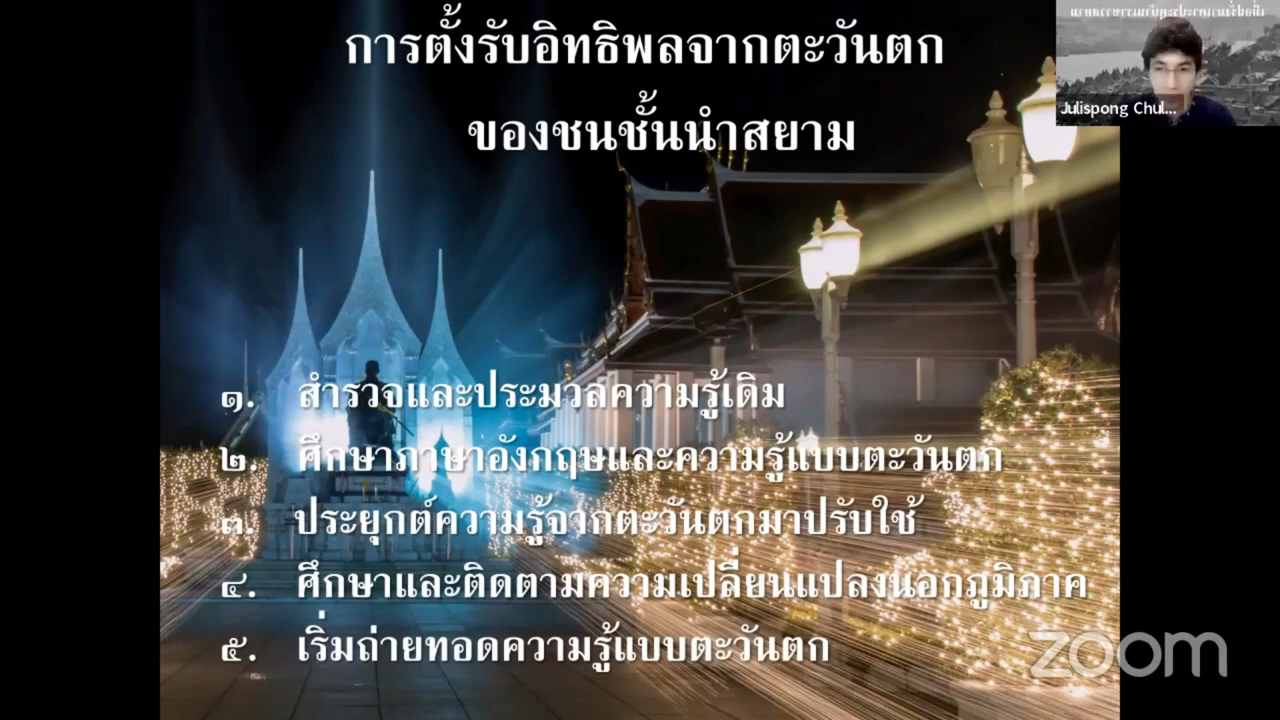 การตั้งรับอิทธิพลจากตะวันตก
ของชนชั้นนำสยาม
Julispong Chul...
๑. สำรวจและประมวลความรู้เดิม
๒. ศึกษาภาษาอังกฤษและความรู้แบบตะวันตก
๓. ประยุกต์ความรู้จากตะวันตกมาปรับใช้
๔. ศึกษาและติดตามความเปลี่ยนแปลงนอกภูมิภาค
๕. เริ่มถ่ายทอดความรู้แบบตะวันตก
zoom